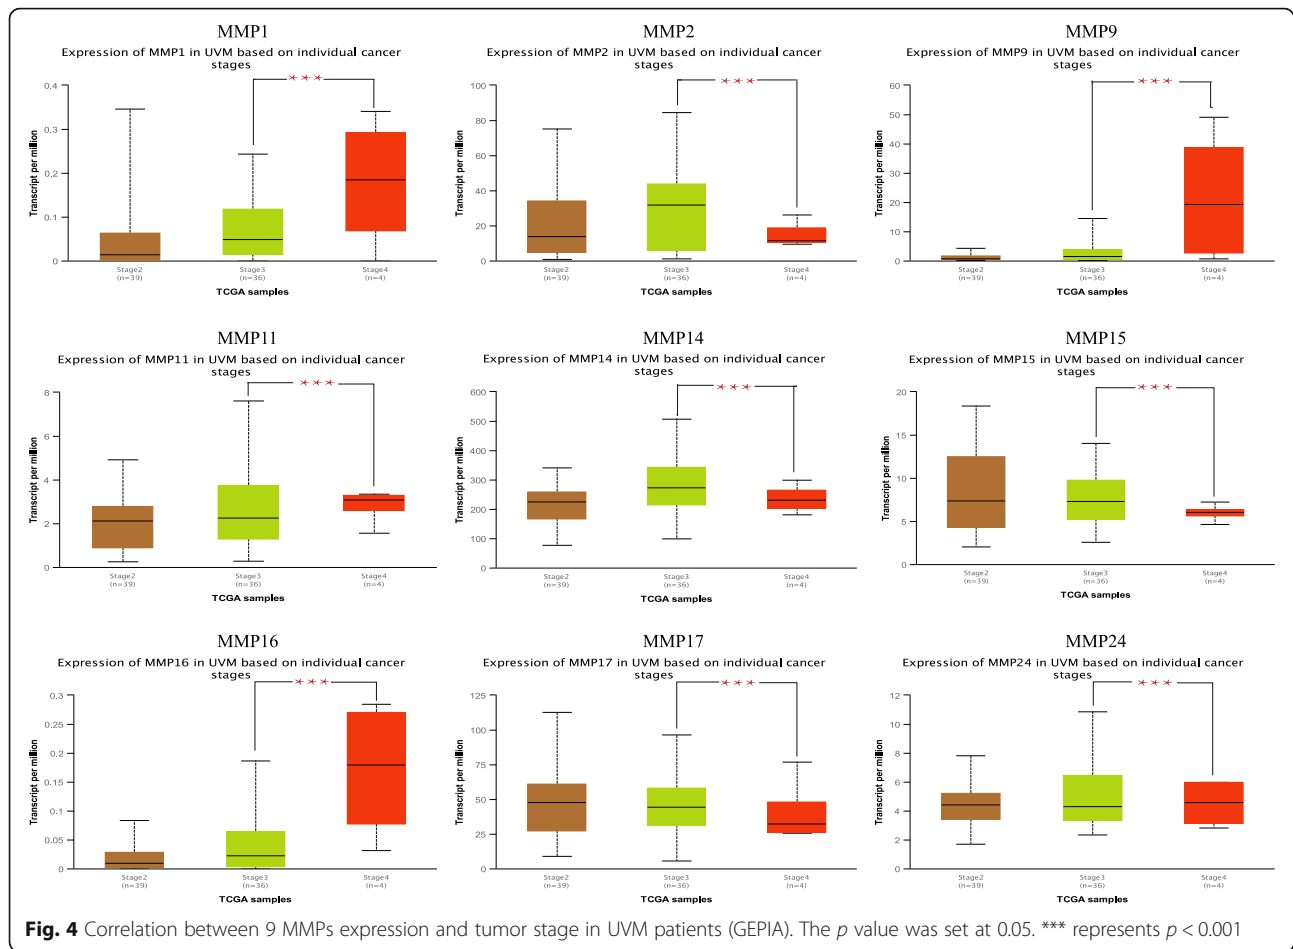 MMP1
Expression of MMP1 in UVM based on individual cancer
stages
***
Transcript per million
0.4
0.3
0.2
0.1
0
Stage2
(n=39)
Stage3
(n=36)
Stage4
(n=4)
TCGA samples
MMP2
Expression of MMP2 in UVM based on individual cancer
stages
***
Transcript per million
100
80
60
40
20
0
Stage2
(n=39)
Stage3
(n=36)
Stage4
(n=4)
TCGA samples
MMP9
Expression of MMP9 in UVM based on individual cancer
stages
***
Transcript per million
60
50
40
30
20
10
0
Stage2
(n=39)
Stage3
(n=36)
Stage4
(n=4)
TCGA samples
MMP11
Expression of MMP11 in UVM based on individual cancer
stages
***
Transcript per million
8
6
4
2
0
Stage2
(n=39)
Stage3
(n=36)
Stage4
(n=4)
TCGA samples
MMP14
Expression of MMP14 in UVM based on individual cancer
stages
***
Transcript per million
600
500
400
300
200
100
0
Stage2
(n=39)
Stage3
(n=36)
Stage4
(n=4)
TCGA samples
MMP15
Expression of MMP15 in UVM based on individual cancer
stages
***
Transcript per million
20
15
10
5
0
Stage2
(n=39)
Stage3
(n=36)
Stage4
(n=4)
TCGA samples
MMP16
Expression of MMP16 in UVM based on individual cancer
stages
***
Transcript per million
0.3
0.25
0.2
0.15
0.1
0.05
0
Stage2
(n=39)
Stage3
(n=36)
Stage4
(n=4)
TCGA samples
MMP17
Expression of MMP17 in UVM based on individual cancer
stages
***
Transcript per million
125
100
75
50
25
0
Stage2
(n=39)
Stage3
(n=36)
Stage4
(n=4)
TCGA samples
MMP24
Expression of MMP24 in UVM based on individual cancer
stages
***
Transcript per million
12
10
8
6
4
2
0
Stage2
(n=39)
Stage3
(n=36)
Stage4
(n=4)
TCGA samples
Fig. 4 Correlation between 9 MMPs expression and tumor stage in UVM patients (GEPIA). The p value was set at 0.05. *** represents p < 0.001